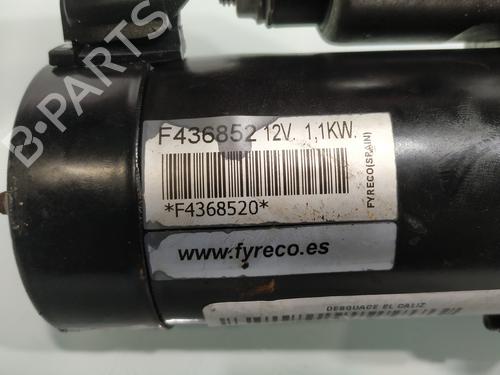 B-PARTS
F436852 12V. 1,1KW.
*F4368520*
FYRECO(SPAIN)
www.fyreco.es
DESGUACE EL CALIZ